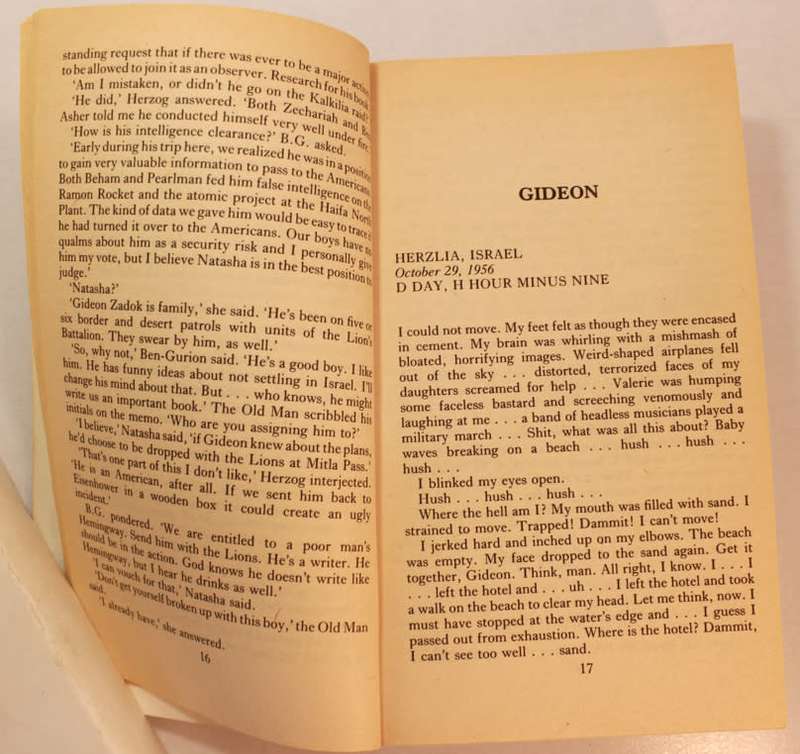 standing request that if there was ever to be a major action
to be allowed to join it as an observer. Research for his book.
'Am I mistaken, or didn't he go on the Kalkilia raid?'
'He did,' Herzog answered. 'Both Zechariah and Ben
Asher told me he conducted himself very well under fire.'
'How is his intelligence clearance?' B.G. asked.
'Early during his trip here, we realized he was in a position
to gain very valuable information to pass to the Americans.
Both Beham and Pearlman fed him false intelligence on the
Ramon Rocket and the atomic project at the Haifa North
Plant. The kind of data we gave him would be easy to trace if
he had turned it over to the Americans. Our boys have no
qualms about him as a security risk and I personally give
him my vote, but I believe Natasha is in the best position to
judge.'
'Natasha?'
'Gideon Zadok is family,' she said. 'He's been on five or
six border and desert patrols with units of the Lion's
Battalion. They swear by him, as well.'
'So, why not,' Ben-Gurion said. 'He's a good boy. I like
him. He has funny ideas about not settling in Israel. I'll
change his mind about that. But . . . who knows, he might
write us an important book.' The Old Man scribbled his
initials on the memo. 'Who are you assigning him to?'
'I believe,' Natasha said, 'if Gideon knew about the plans,
he'd choose to be dropped with the Lions at Mitla Pass.'
'That's one part of this I don't like,' Herzog interjected.
'He is an American, after all. If we sent him back to
Eisenhower in a wooden box it could create an ugly
incident.'
B.G. pondered. 'We are entitled to a poor man's
Hemingway. Send him with the Lions. He's a writer. He
should be in the action. God knows he doesn't write like
Hemingway, but I hear he drinks as well.'
'I can vouch for that,' Natasha said.
'Don't get yourself broken up with this boy,' the Old Man
said.
'I already have,' she answered.
16
GIDEON
HERZLIA, ISRAEL
October 29, 1956
D DAY, H HOUR MINUS NINE
I could not move. My feet felt as though they were encased
in cement. My brain was whirling with a mishmash of
bloated, horrifying images. Weird-shaped airplanes fell
out of the sky . . . distorted, terrorized faces of my
daughters screamed for help . . . Valerie was humping
some faceless bastard and screeching venomously and
laughing at me . . . a band of headless musicians played a
military march . . . Shit, what was all this about? Baby
waves breaking on a beach . . . hush . . . hush . . .
hush . . .
I blinked my eyes open.
Hush . . . hush . . . hush . . .
Where the hell am I? My mouth was filled with sand. I
strained to move. Trapped! Dammit! I can't move!
I jerked hard and inched up on my elbows. The beach
was empty. My face dropped to the sand again. Get it
together, Gideon. Think, man. All right, I know. I . . . I
. . . left the hotel and . . . uh . . . I left the hotel and took
a walk on the beach to clear my head. Let me think, now. I
must have stopped at the water's edge and . . . I guess I
passed out from exhaustion. Where is the hotel? Dammit,
I can't see too well . . . sand.
17